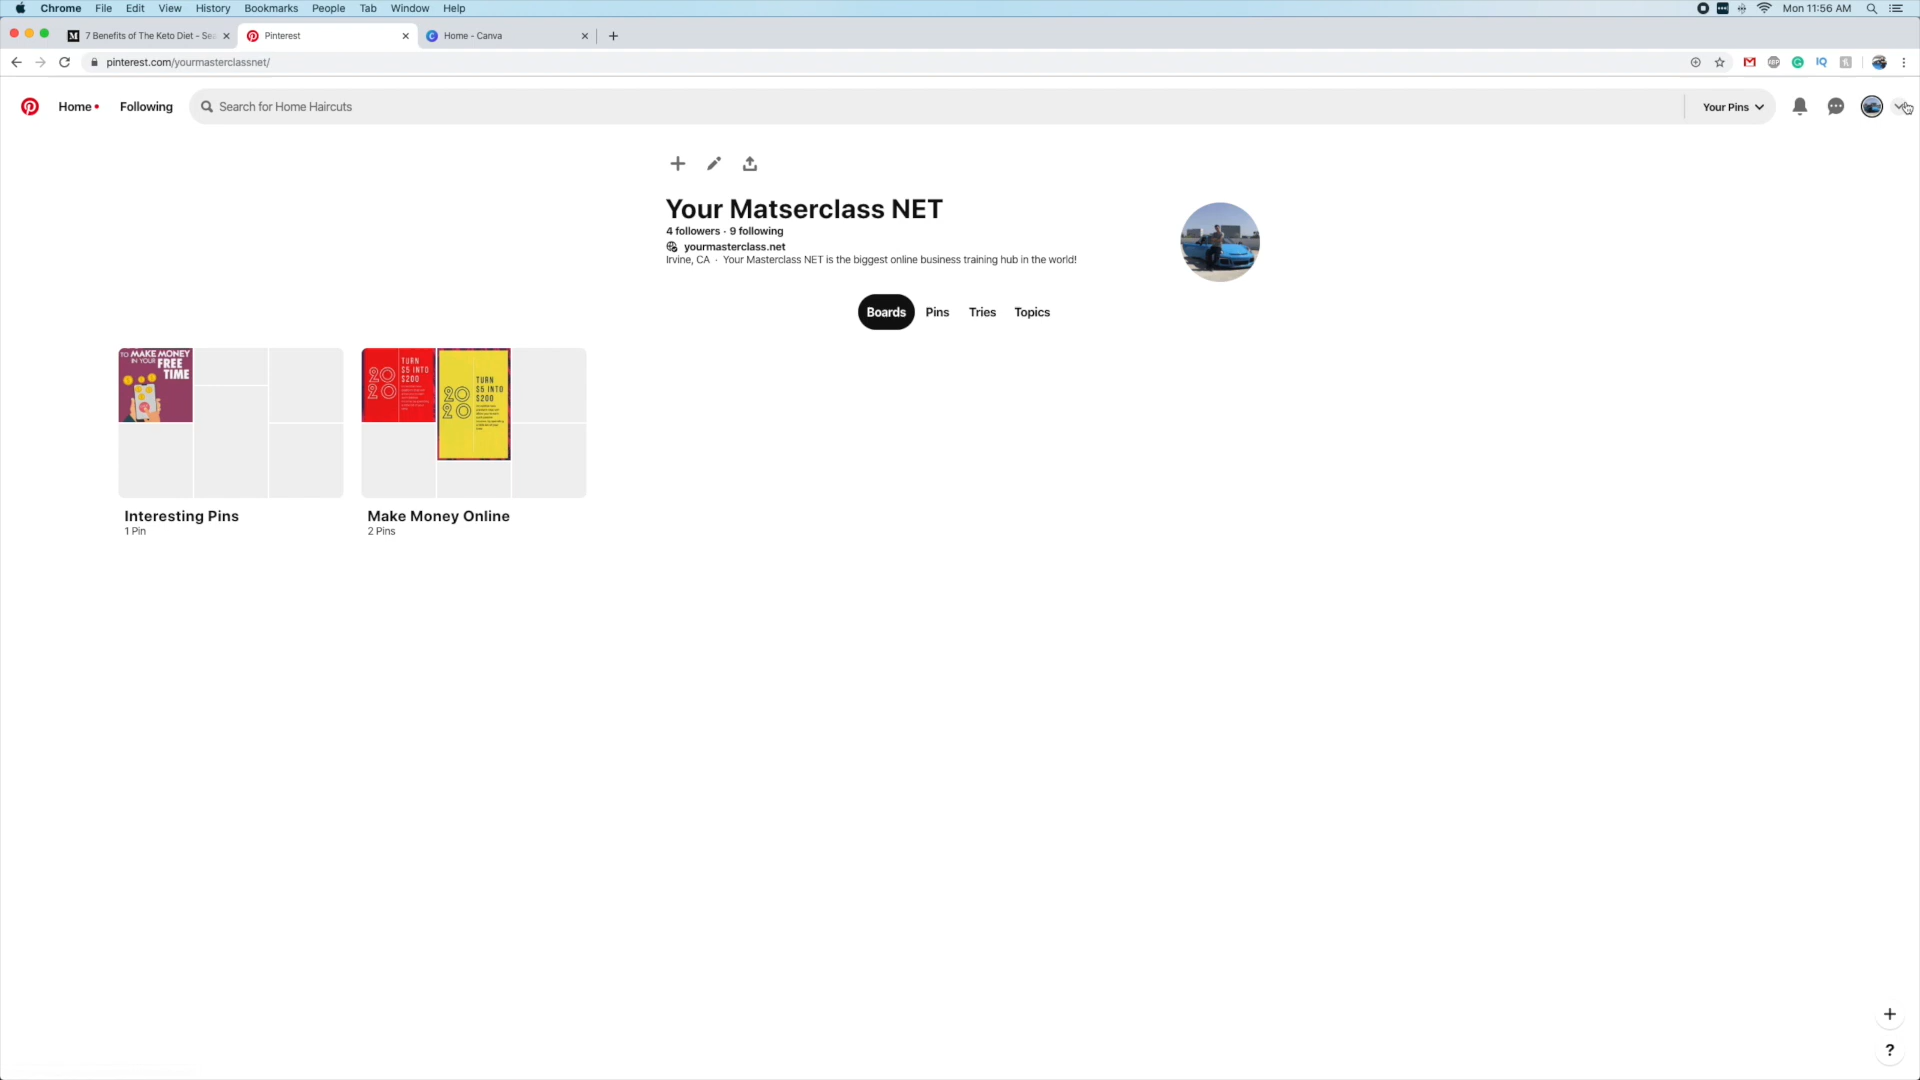 Chrome File Edit View History Bookmarks People Tab Window Help Mon 11:56 AM
7 Benefits of The Keto Diet - Sea Pinterest Home - Canva
pinterest.com/yourmasterclassnet/
Home Following Search for Home Haircuts Your Pins
Your Matserclass NET
4 followers · 9 following
yourmasterclass.net
Irvine, CA · Your Masterclass NET is the biggest online business training hub in the world!
Boards Pins Tries Topics
TO MAKE MONEY
IN YOUR FREE
TIME
2020
TURN
$5 INTO
$200
2020
TURN
$5 INTO
$200
Interesting Pins
1 Pin
Make Money Online
2 Pins
?